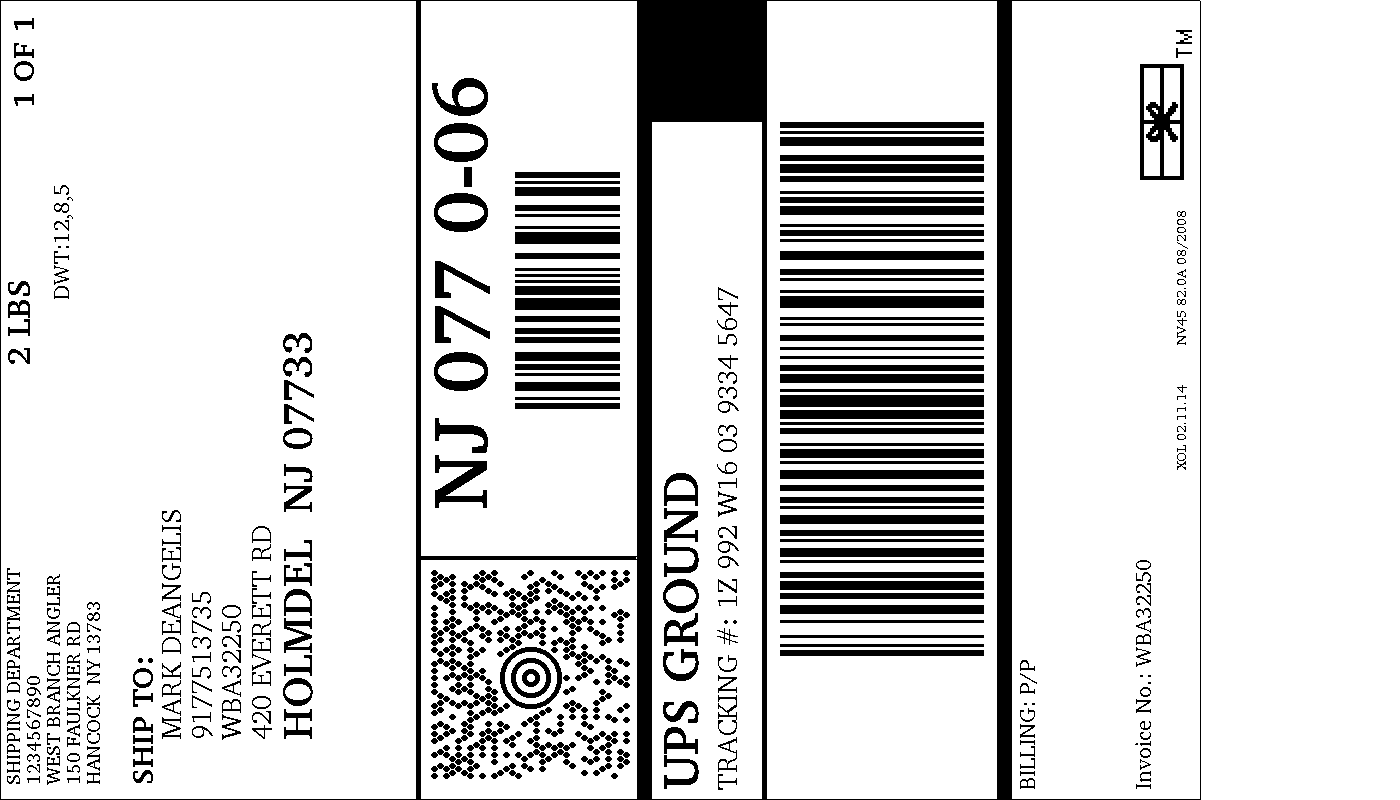 SHIPPING DEPARTMENT
1234567890
WEST BRANCH ANGLER
150 FAULKNER RD
HANCOCK NY 13783
2 LBS
1 OF 1
DWT:12,8,5
SHIP TO:
MARK DEANGELIS
9177513735
WBA32250
420 EVERETT RD
HOLMDEL NJ 07733
NJ 077 0-06
UPS GROUND
TRACKING #: 1Z 992 W16 03 9334 5647
BILLING: P/P
Invoice No.: WBA32250
XOL 02.11.14 NV45 82.0A 08/2008
TM